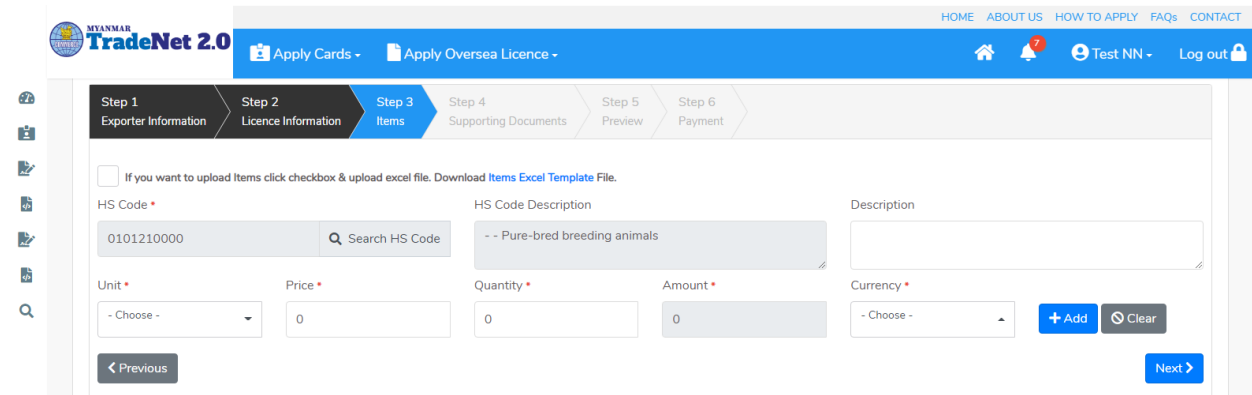 HOME ABOUT US HOW TO APPLY FAQs CONTACT
MYANMAR
TradeNet 2.0
Apply Cards
Apply Oversea Licence
7
Test NN
Log out
Step 1
Exporter Information
Step 2
Licence Information
Step 3
Items
Step 4
Supporting Documents
Step 5
Preview
Step 6
Payment
If you want to upload Items click checkbox & upload excel file. Download Items Excel Template File.
HS Code *
HS Code Description
Description
0101210000
Search HS Code
- - Pure-bred breeding animals
Unit *
Price *
Quantity *
Amount *
Currency *
- Choose -
0
0
0
- Choose -
+ Add
Clear
Previous
Next